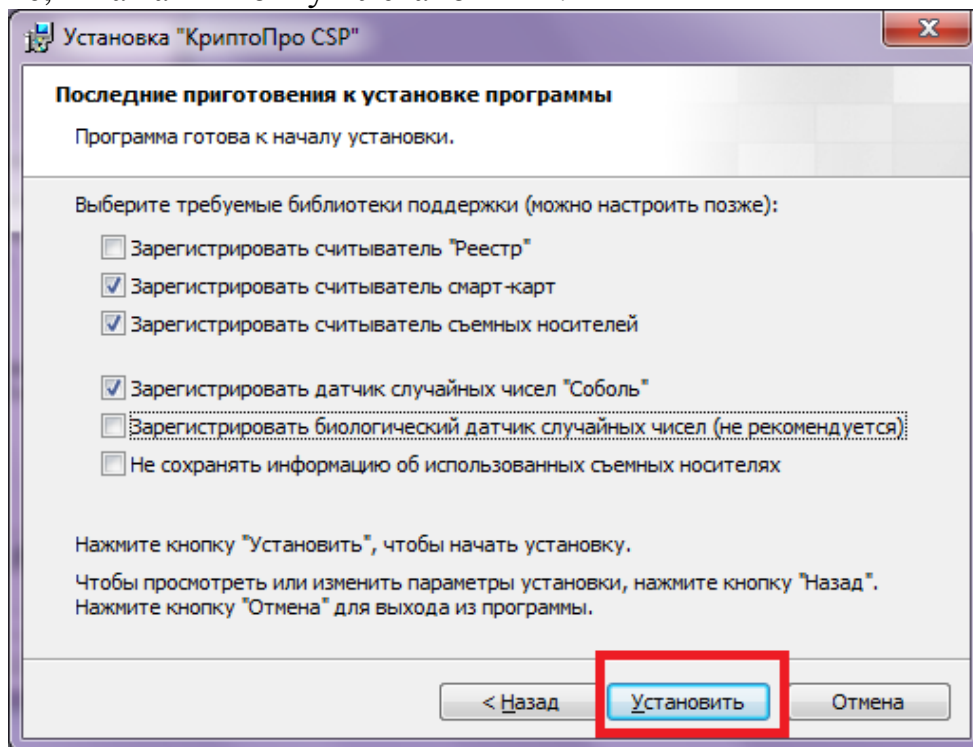 Установка "КриптоПро CSP"
Последние приготовения к установке программы
Программа готова к началу установки.
Выберите требуемые библиотеки поддержки (можно настроить позже):
Зарегистрировать считыватель "Реестр"
Зарегистрировать считыватель смарт-карт
Зарегистрировать считыватель съемных носителей
Зарегистрировать датчик случайных чисел "Соболь"
Зарегистрировать биологический датчик случайных чисел (не рекомендуется)
Не сохранять информацию об использованных съемных носителях
Нажмите кнопку "Установить", чтобы начать установку.
Чтобы просмотреть или изменить параметры установки, нажмите кнопку "Назад".
Нажмите кнопку "Отмена" для выхода из программы.
< Назад Установить Отмена